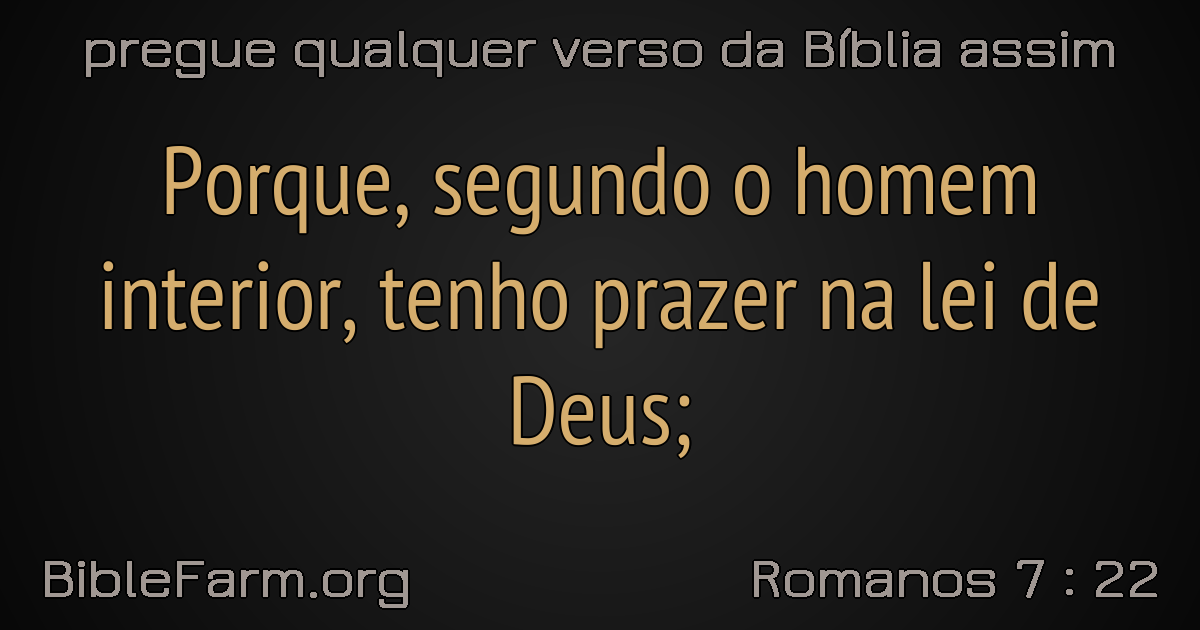 pregue qualquer verso da Bíblia assim
Porque, segundo o homem
interior, tenho prazer na lei de
Deus;
BibleFarm.org
Romanos 7 : 22